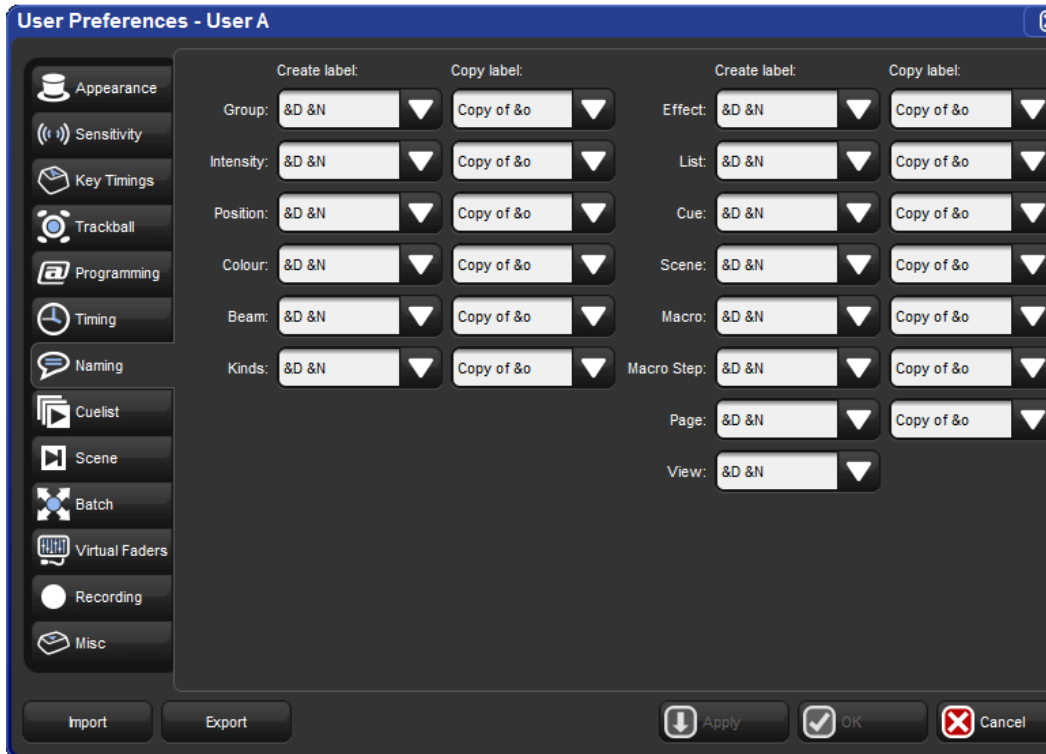 User Preferences - User A
Appearance
Sensitivity
Key Timings
Trackball
Programming
Timing
Naming
Cuelist
Scene
Batch
Virtual Faders
Recording
Misc
Create label: Copy label: Create label: Copy label:
Group: &D &N Copy of &o Effect: &D &N Copy of &o
Intensity: &D &N Copy of &o List: &D &N Copy of &o
Position: &D &N Copy of &o Cue: &D &N Copy of &o
Colour: &D &N Copy of &o Scene: &D &N Copy of &o
Beam: &D &N Copy of &o Macro: &D &N Copy of &o
Kinds: &D &N Copy of &o Macro Step: &D &N Copy of &o
Page: &D &N Copy of &o
View: &D &N
Import Export Apply OK Cancel